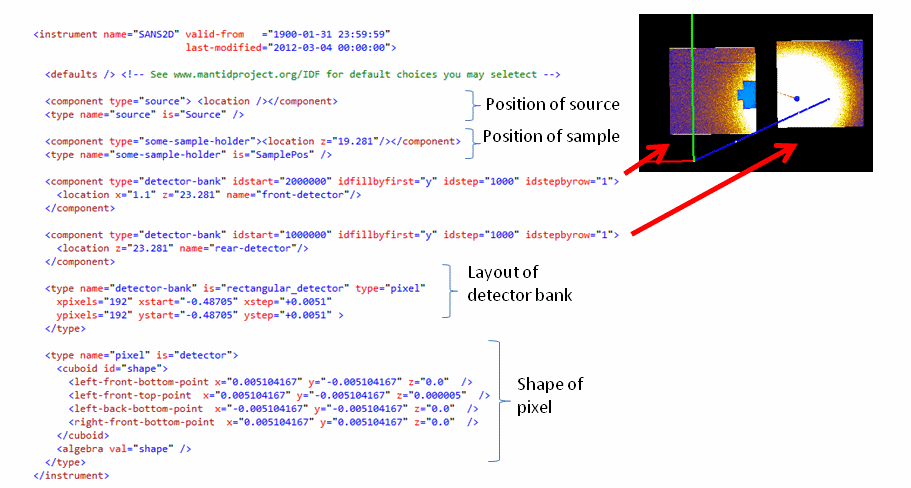 <instrument name="SANS2D" valid-from   ="1900-01-31 23:59:59"
last-modified="2012-03-04 00:00:00">
<defaults /> <!-- See www.mantidproject.org/IDF for default choices you may seletect -->
<component type="source"> <location /></component>
<type name="source" is="Source" />
Position of source
<component type="some-sample-holder"><location z="19.281"/></component>
<type name="some-sample-holder" is="SamplePos" />
Position of sample
<component type="detector-bank" idstart="2000000" idfillbyfirst="y" idstep="1000" idstepbyrow="1">
<location x="1.1" z="23.281" name="front-detector"/>
</component>
<component type="detector-bank" idstart="1000000" idfillbyfirst="y" idstep="1000" idstepbyrow="1">
<location z="23.281" name="rear-detector"/>
</component>
<type name="detector-bank" is="rectangular_detector" type="pixel"
xpixels="192" xstart="-0.48705" xstep="+0.0051"
ypixels="192" ystart="-0.48705" ystep="+0.0051" >
</type>
Layout of
detector bank
<type name="pixel" is="detector">
<cuboid id="shape">
<left-front-bottom-point x="0.005104167" y="-0.005104167" z="0.0"  />
<left-front-top-point  x="0.005104167" y="-0.005104167" z="0.000005"  />
<left-back-bottom-point  x="-0.005104167" y="-0.005104167" z="0.0"  />
<right-front-bottom-point  x="0.005104167" y="0.005104167" z="0.0"  />
</cuboid>
<algebra val="shape" />
</type>
</instrument>
Shape of
pixel